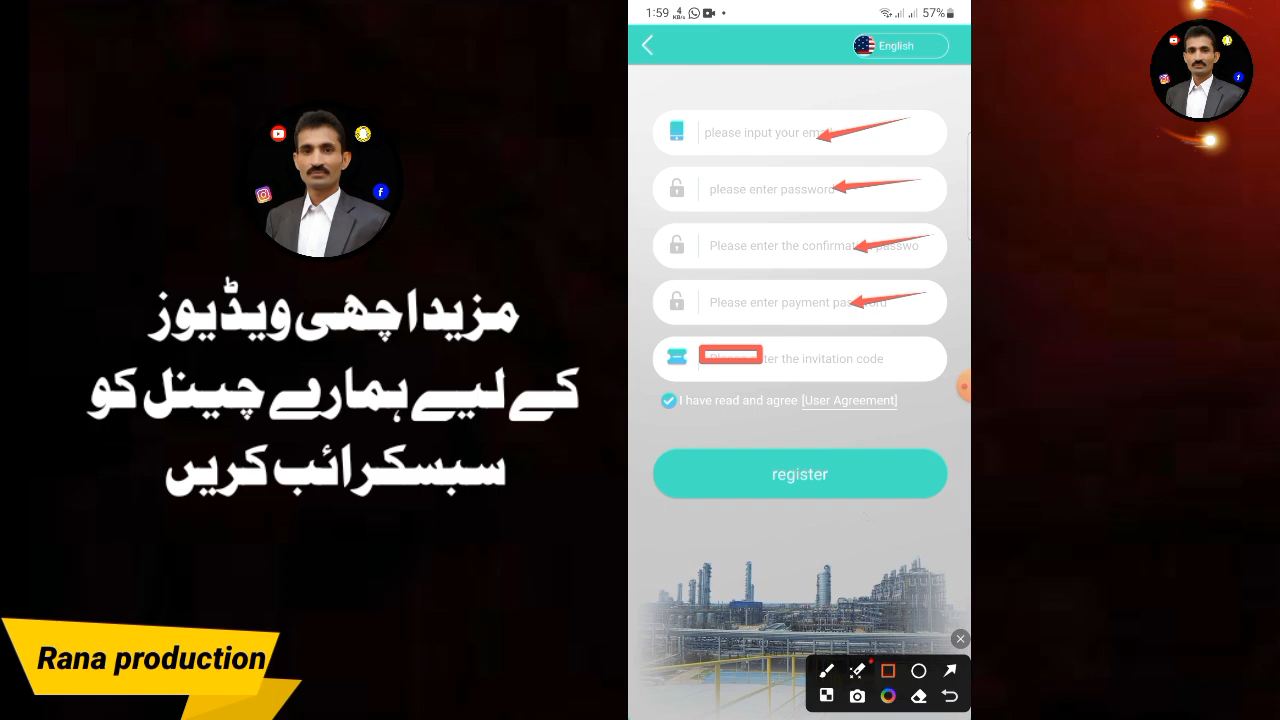 مزید اچھی ویڈیوز
کے لیے ہمارے چینل کو
سبسکرائب کریں
Rana production
1:59 4 KB/s 57%
English
please input your em
please enter password
Please enter the confirmat passwo
Please enter payment pas
the invitation code
I have read and agree [User Agreement]
register